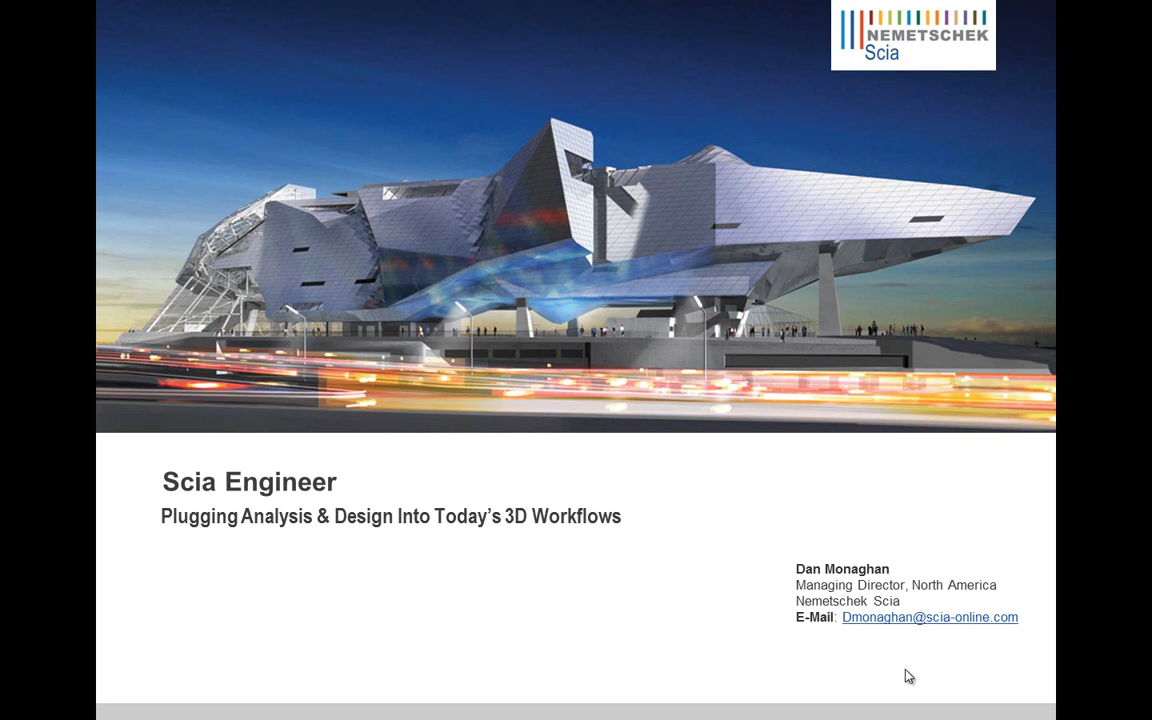 NEMETSCHEK
Scia
Scia Engineer
Plugging Analysis & Design Into Today's 3D Workflows
Dan Monaghan
Managing Director, North America
Nemetschek Scia
E-Mail: Dmonaghan@scia-online.com